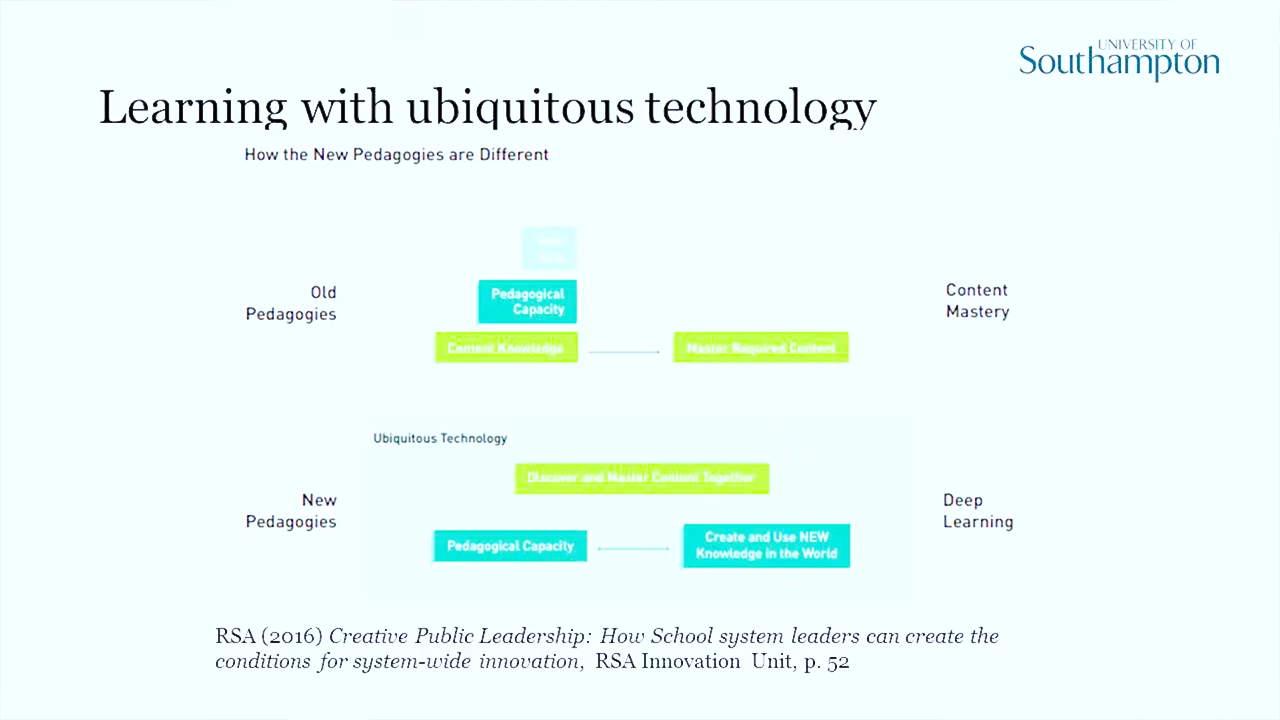 UNIVERSITY OF
Southampton
Learning with ubiquitous technology
How the New Pedagogies are Different
Old
Pedagogies
Pedagogical
Capacity
Content Knowledge
Master Required Content
Content
Mastery
Ubiquitous Technology
Discover and Master Content Together
New
Pedagogies
Pedagogical Capacity
Create and Use NEW
Knowledge in the World
Deep
Learning
RSA (2016) Creative Public Leadership: How School system leaders can create the
conditions for system-wide innovation, RSA Innovation Unit, p. 52